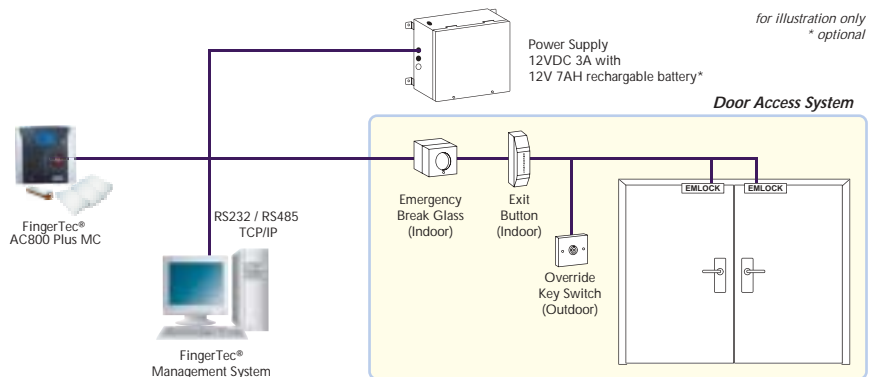 for illustration only
* optional
Power Supply
12VDC 3A with
12V 7AH rechargable battery*
Door Access System
EMLOCK
EMLOCK
Emergency
Break Glass
(Indoor)
Exit
Button
(Indoor)
Override
Key Switch
(Outdoor)
FingerTec®
AC800 Plus MC
RS232 / RS485
TCP/IP
FingerTec®
Management System